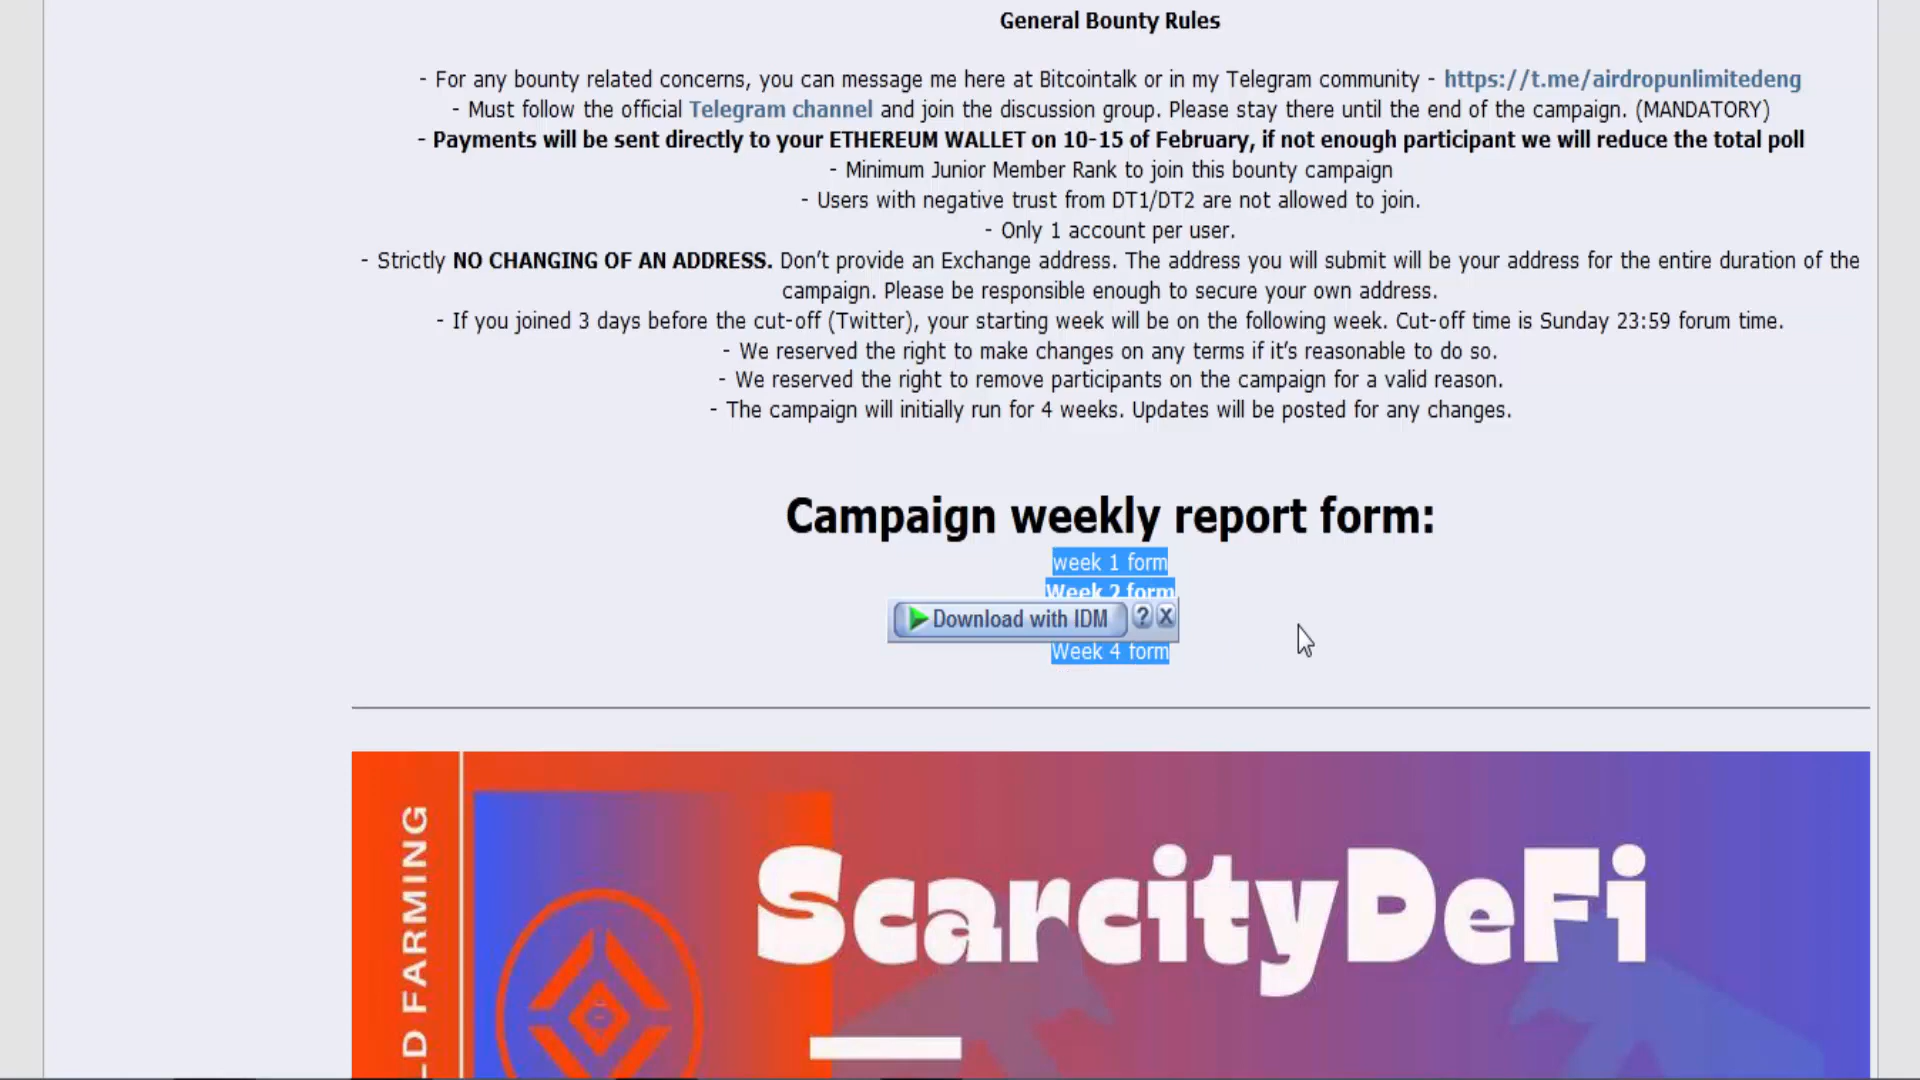 General Bounty Rules
- For any bounty related concerns, you can message me here at Bitcointalk or in my Telegram community - https://t.me/airdropunlimitedeng
- Must follow the official Telegram channel and join the discussion group. Please stay there until the end of the campaign. (MANDATORY)
- Payments will be sent directly to your ETHEREUM WALLET on 10-15 of February, if not enough participant we will reduce the total poll
- Minimum Junior Member Rank to join this bounty campaign
- Users with negative trust from DT1/DT2 are not allowed to join.
- Only 1 account per user.
- Strictly NO CHANGING OF AN ADDRESS. Don't provide an Exchange address. The address you will submit will be your address for the entire duration of the
campaign. Please be responsible enough to secure your own address.
- If you joined 3 days before the cut-off (Twitter), your starting week will be on the following week. Cut-off time is Sunday 23:59 forum time.
- We reserved the right to make changes on any terms if it's reasonable to do so.
- We reserved the right to remove participants on the campaign for a valid reason.
- The campaign will initially run for 4 weeks. Updates will be posted for any changes.
Campaign weekly report form:
week 1 form
Week 2 form
Download with IDM ? X
Week 4 form
LD FARMING
ScarcityDeFi